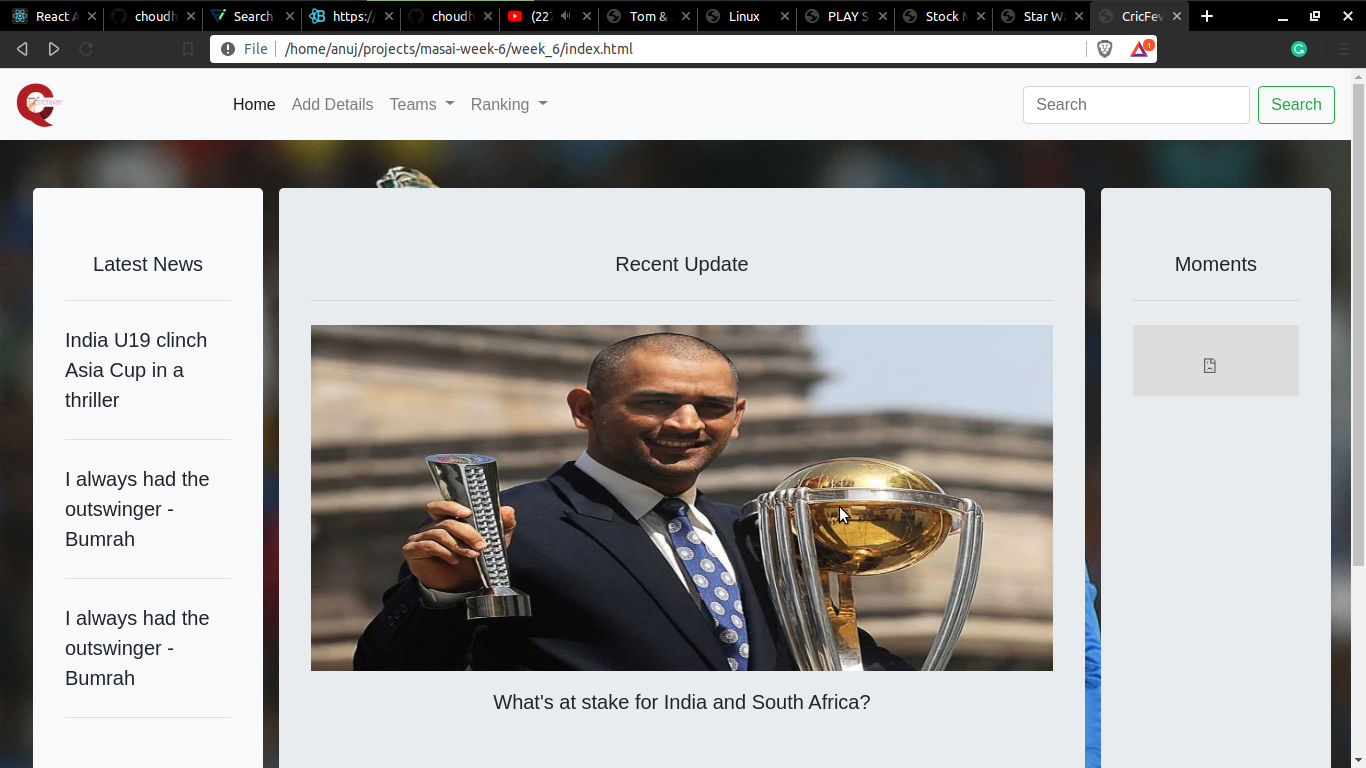 React A
choudh
Search
https:/
choudh
(22
Tom &
Linux
PLAY S
Stock M
Star W
CricFev
File
/home/anuj/projects/masai-week-6/week_6/index.html
1
Home Add Details Teams Ranking
Search
Search
Latest News
India U19 clinch
Asia Cup in a
thriller
I always had the
outswinger -
Bumrah
I always had the
outswinger -
Bumrah
Recent Update
What's at stake for India and South Africa?
Moments